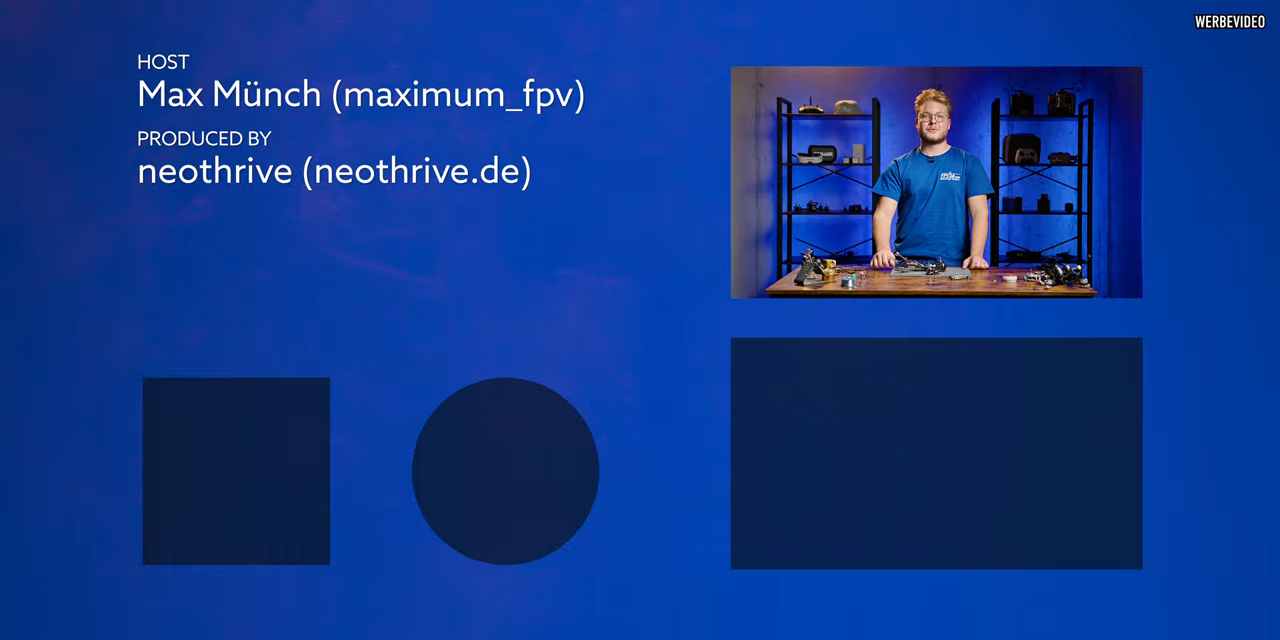 WERBEVIDEO
HOST
Max Münch (maximum_fpv)
PRODUCED BY
neothrive (neothrive.de)